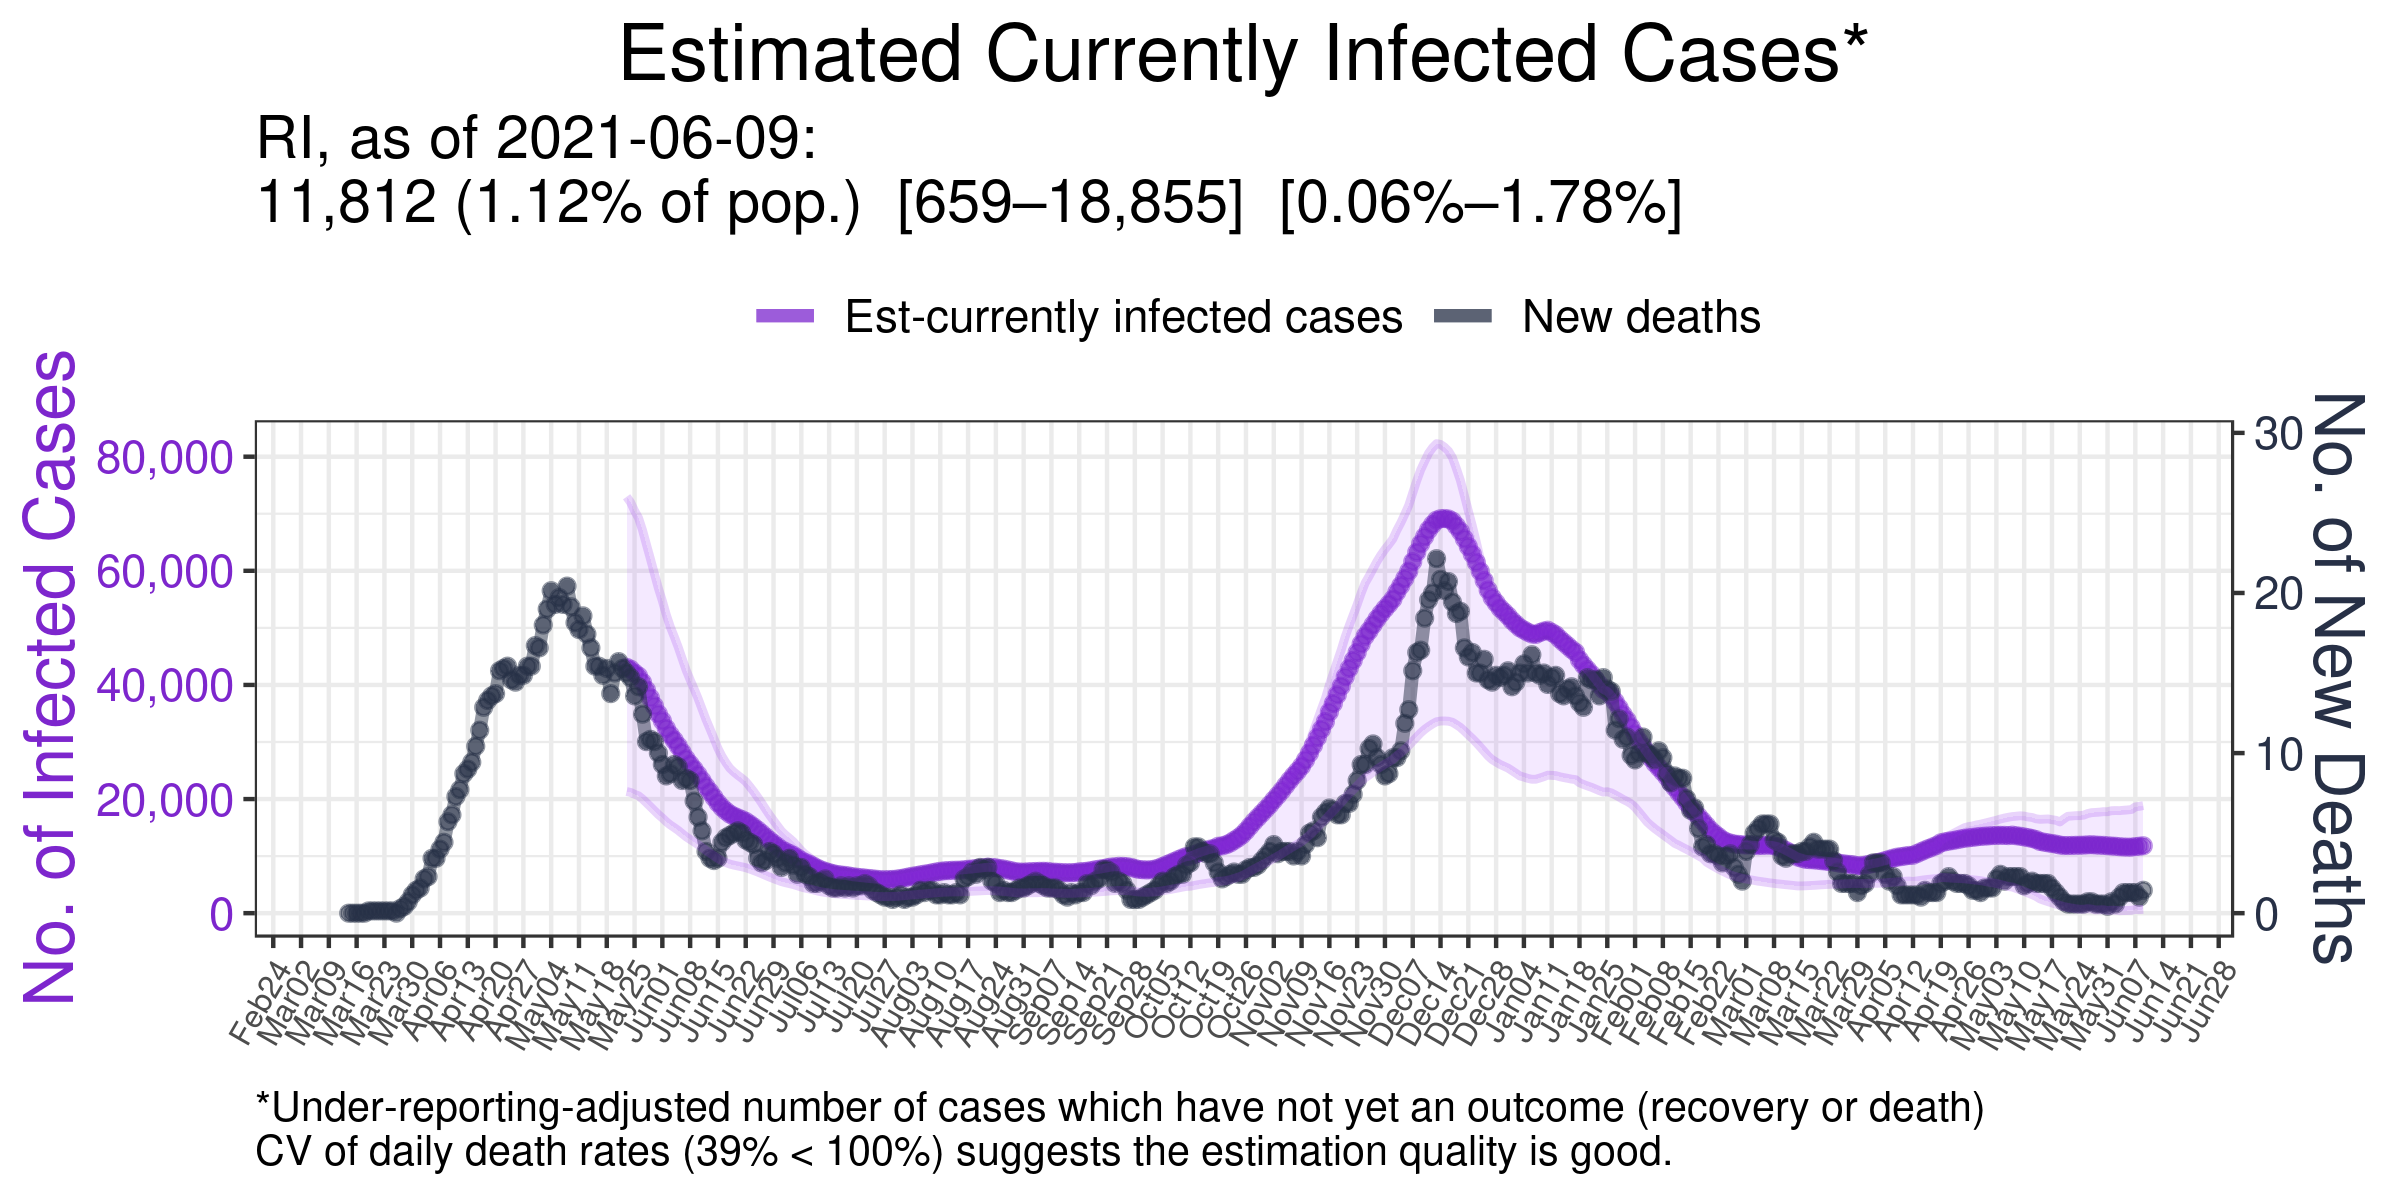 Estimated Currently Infected Cases*
RI, as of 2021-06-09:
11,812 (1.12% of pop.) [659–18,855] [0.06%–1.78%]
Est-currently infected cases
New deaths
No. of Infected Cases
80,000
60,000
40,000
20,000
0
30
20
10
0
No. of New Deaths
Feb24
Mar02
Mar09
Mar16
Mar23
Mar30
Apr06
Apr13
Apr20
Apr27
May04
May11
May18
May25
Jun01
Jun08
Jun15
Jun22
Jun29
Jul06
Jul13
Jul20
Jul27
Aug03
Aug10
Aug17
Aug24
Aug31
Sep07
Sep14
Sep21
Sep28
Oct05
Oct12
Oct19
Oct26
Nov02
Nov09
Nov16
Nov23
Nov30
Dec07
Dec14
Dec21
Dec28
Jan04
Jan11
Jan18
Jan25
Feb01
Feb08
Feb15
Feb22
Mar01
Mar08
Mar15
Mar22
Mar29
Apr05
Apr12
Apr19
Apr26
May03
May10
May17
May24
May31
Jun07
Jun14
Jun21
Jun28
*Under-reporting-adjusted number of cases which have not yet an outcome (recovery or death)
CV of daily death rates (39% < 100%) suggests the estimation quality is good.